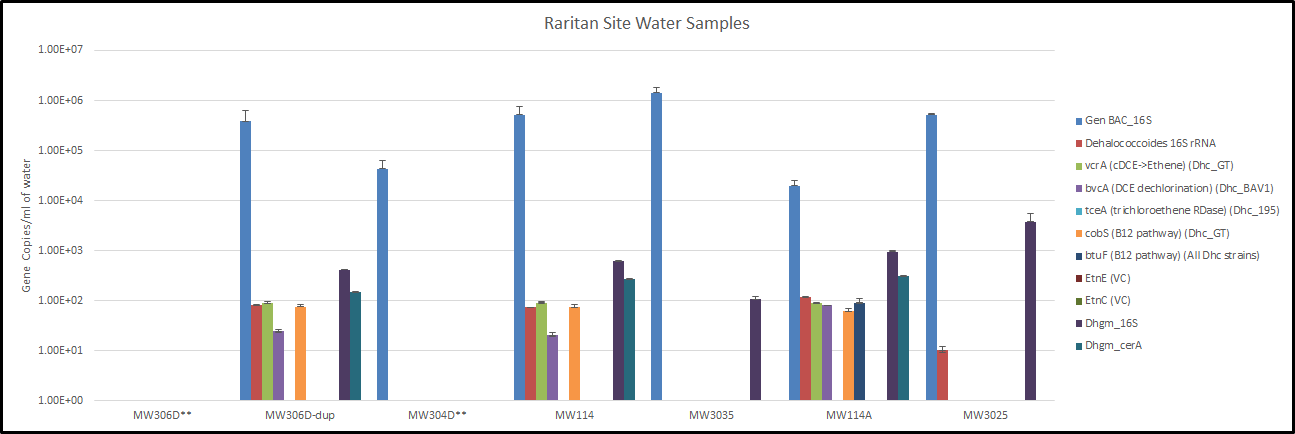 Raritan Site Water Samples
1.00E+07
1.00E+06
1.00E+05
1.00E+04
1.00E+03
1.00E+02
1.00E+01
1.00E+00
Gene Copies/ml of water
MW306D** MW306D-dup MW304D** MW114 MW3035 MW114A MW3025
Gen BAC_16S
Dehalococcoides 16S rRNA
vcrA (cDCE->Ethene) (Dhc_GT)
bvcA (DCE dechlorination) (Dhc_BAV1)
tceA (trichloroethene RDase) (Dhc_195)
cobS (B12 pathway) (Dhc_GT)
btuF (B12 pathway) (All Dhc strains)
EtnE (VC)
EtnC (VC)
Dhgm_16S
Dhgm_cerA